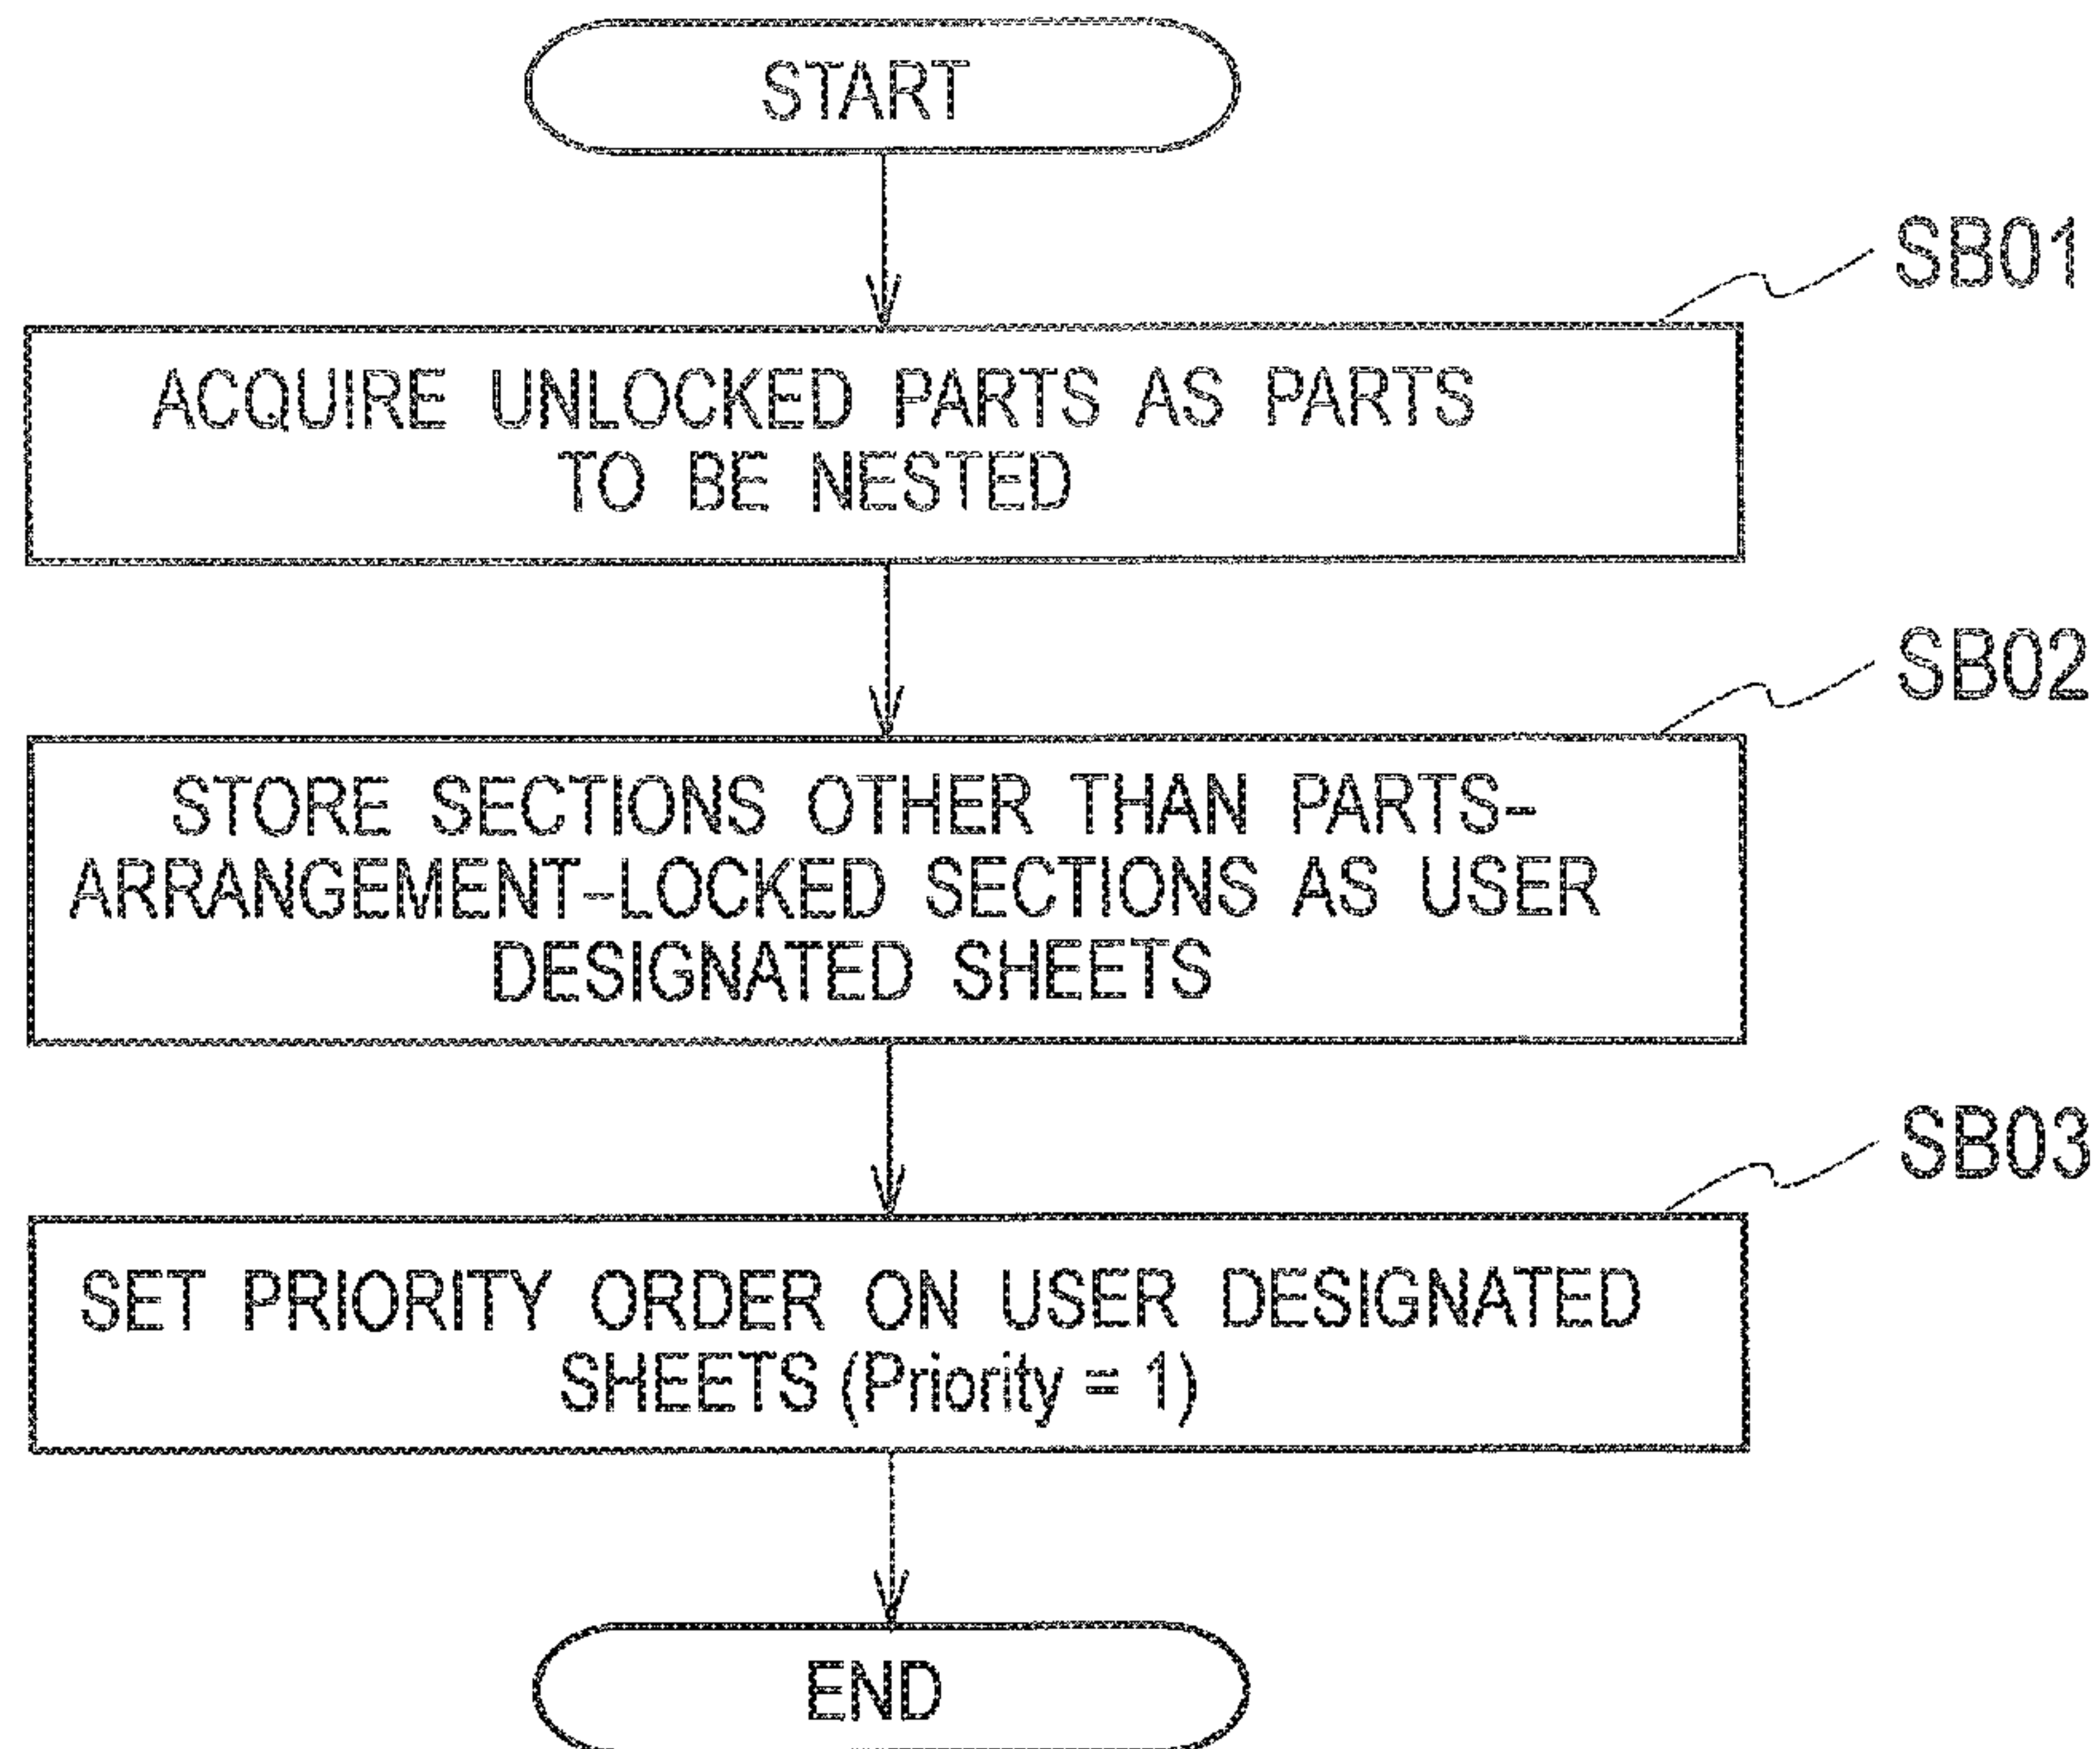 START
SB01
ACQUIRE UNLOCKED PARTS AS PARTS
TO BE NESTED
SB02
STORE SECTIONS OTHER THAN PARTS-
ARRANGEMENT-LOCKED SECTIONS AS USER
DESIGNATED SHEETS
SB03
SET PRIORITY ORDER ON USER DESIGNATED
SHEETS (Priority = 1)
END